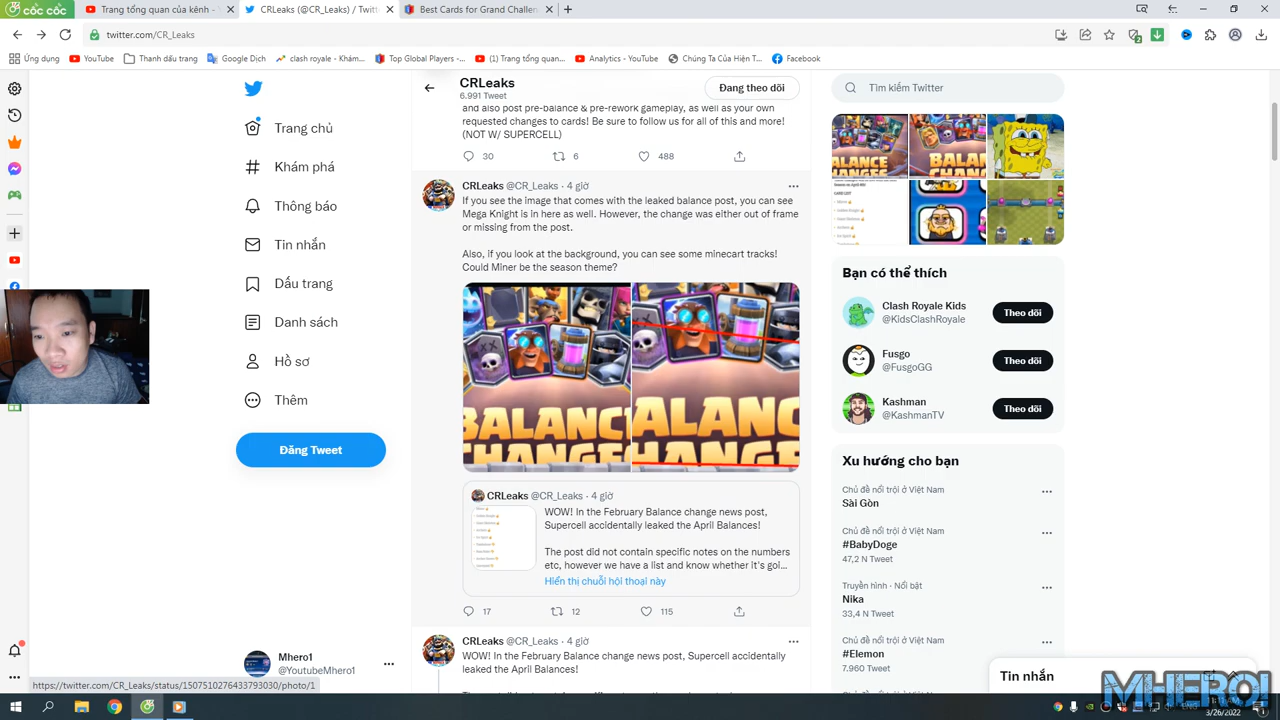 cốc cốc
Trang tổng quan của kênh -
CRLeaks (@CR_Leaks) / Twitt
Best Cards for Grand Challen
twitter.com/CR_Leaks
Ứng dụng
YouTube
Thanh dấu trang
Google Dịch
clash royale - Khám...
Top Global Players -...
(1) Trang tổng quan...
Analytics - YouTube
Chúng Ta Của Hiện T...
Facebook
CRLeaks
6.991 Tweet
Đang theo dõi
Tìm kiếm Twitter
Trang chủ
Khám phá
Thông báo
Tin nhắn
Dấu trang
Danh sách
Hồ sơ
Thêm
Đăng Tweet
and also post pre-balance & pre-rework gameplay, as well as your own
requested changes to cards! Be sure to follow us for all of this and more!
(NOT W/ SUPERCELL)
30
6
488
CRLeaks @CR_Leaks · 4 giờ
If you see the image that comes with the leaked balance post, you can see
Mega Knight is in here as well. However, the change was either out of frame
or missing from the post.
Also, if you look at the background, you can see some minecart tracks!
Could Miner be the season theme?
BALANCE
CHANGES
ALANCE
HANGES
CRLeaks @CR_Leaks · 4 giờ
WOW! In the February Balance change news post,
Supercell accidentally leaked the April Balances!
The post did not contain specific notes on the numbers
etc, however we have a list and know whether it's goi...
Hiển thị chuỗi hội thoại này
17
12
115
CRLeaks @CR_Leaks · 4 giờ
WOW! In the February Balance change news post, Supercell accidentally
leaked the April Balances!
Bạn có thể thích
Clash Royale Kids
@KidsClashRoyale
Theo dõi
Fusgo
@FusgoGG
Theo dõi
Kashman
@KashmanTV
Theo dõi
Xu hướng cho bạn
Chủ đề nổi trội ở Việt Nam
Sài Gòn
Chủ đề nổi trội ở Việt Nam
#BabyDoge
47,2 N Tweet
Truyền hình · Nổi bật
Nika
33,4 N Tweet
Chủ đề nổi trội ở Việt Nam
#Elemon
7.960 Tweet
Tin nhắn
Mhero1
@YoutubeMhero1
https://twitter.com/CR_Leaks/status/1507510276433793030/photo/1
MHERO1
3/26/2022